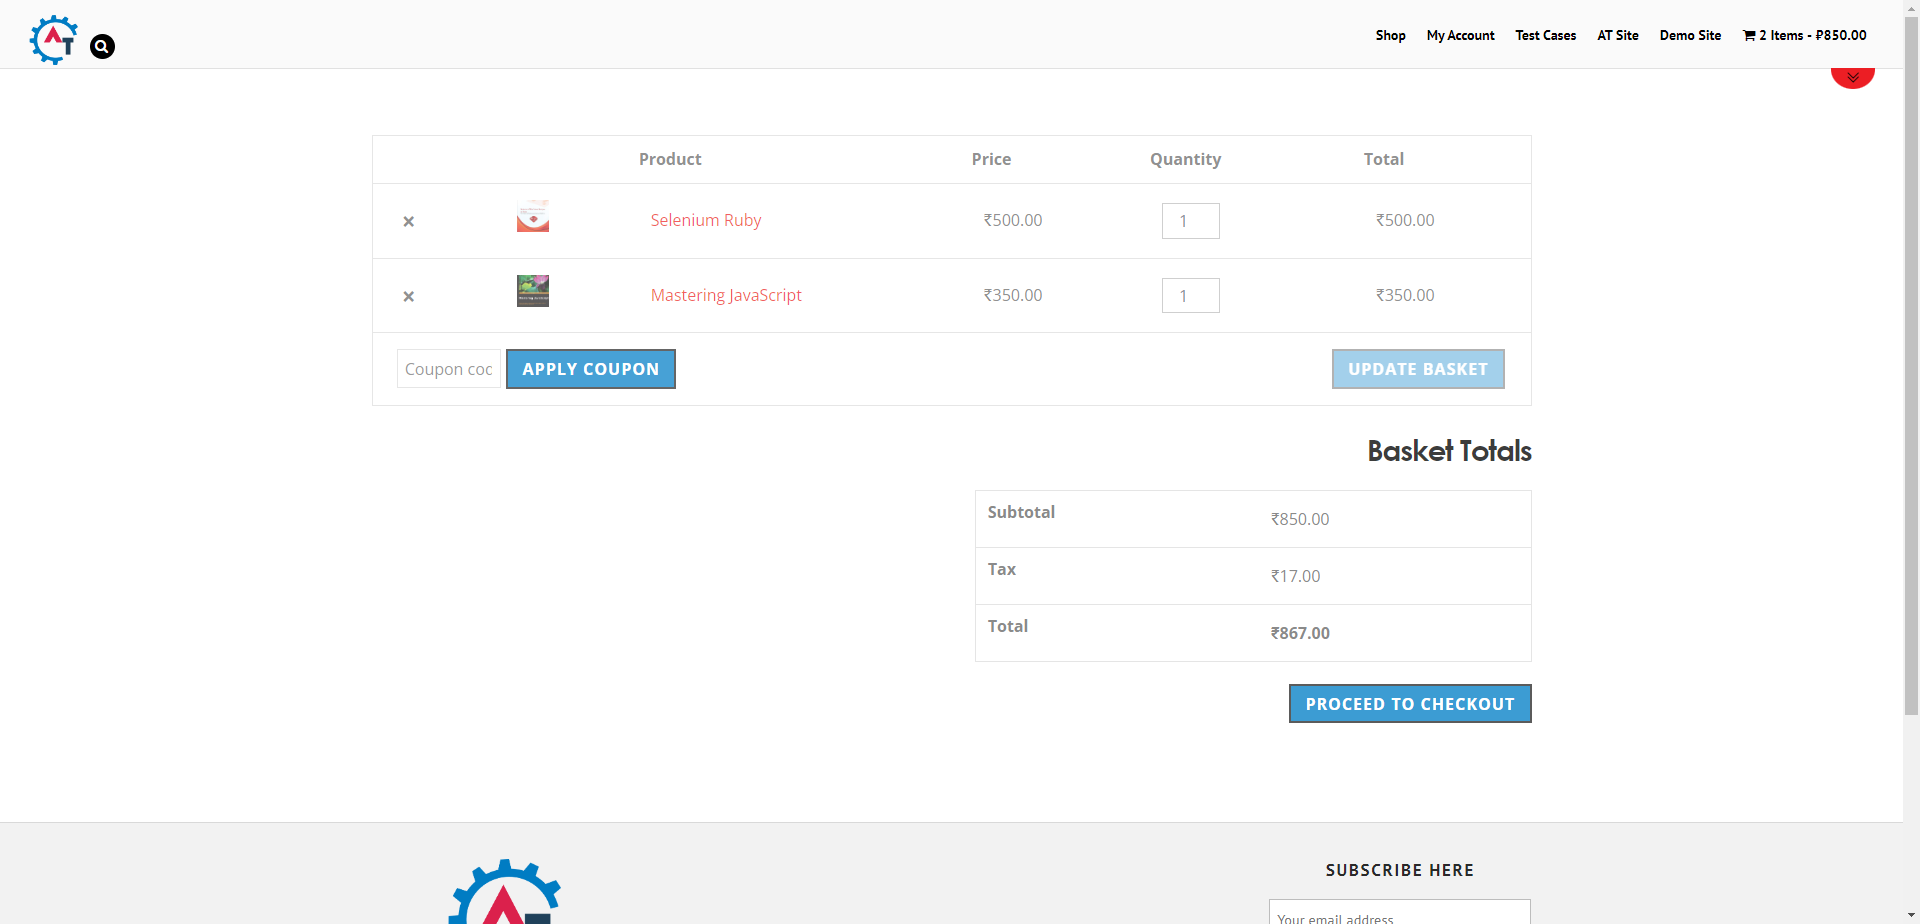 AT
Shop My Account Test Cases AT Site Demo Site 2 Items - ₹850.00
Product Price Quantity Total
× Selenium Ruby ₹500.00 1 ₹500.00
× Mastering JavaScript ₹350.00 1 ₹350.00
Coupon coc APPLY COUPON UPDATE BASKET
Basket Totals
Subtotal ₹850.00
Tax ₹17.00
Total ₹867.00
PROCEED TO CHECKOUT
SUBSCRIBE HERE
Your email address